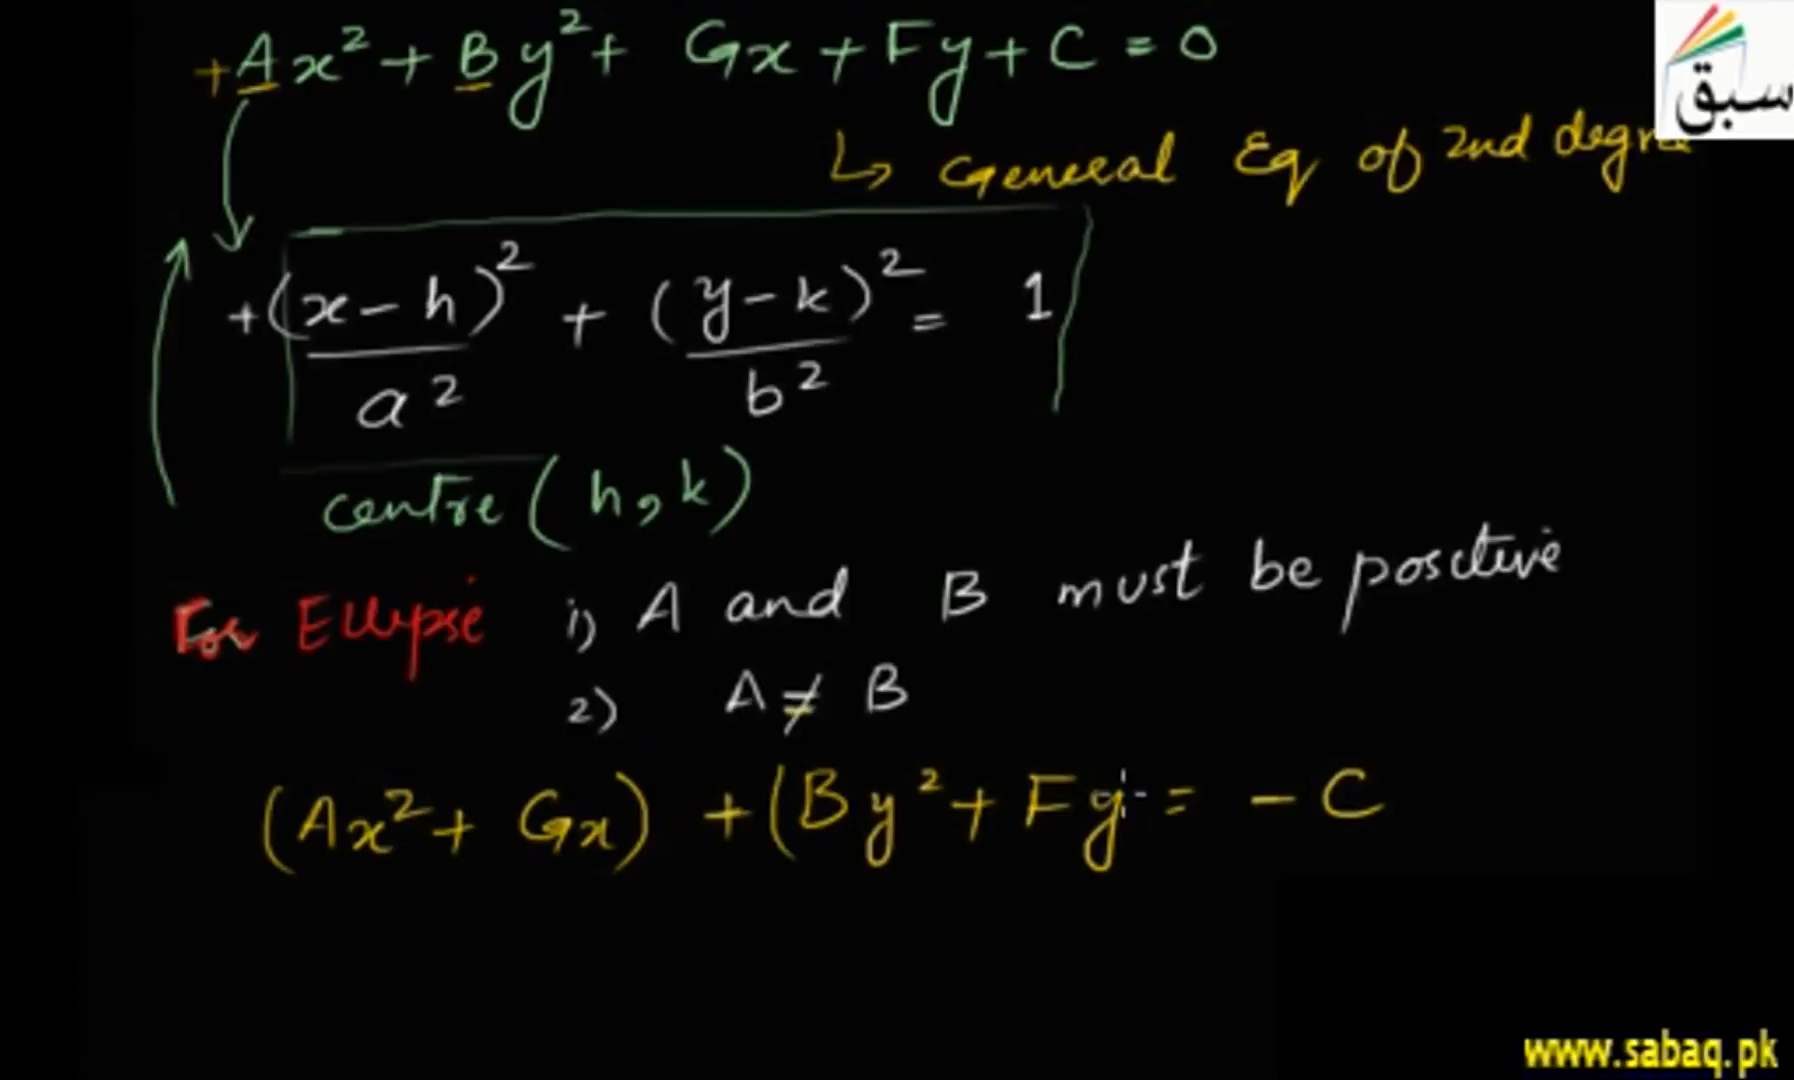 +Ax² + By² + Gx + Fy + C = 0
سبق
↳ General Eq of 2nd degree
+(x-h)²/a² + (y-k)²/b² = 1
centre (h, k)
For Ellipse i) A and B must be positive
2) A ≠ B
(Ax² + Gx) + (By² + Fy = - C
www.sabaq.pk